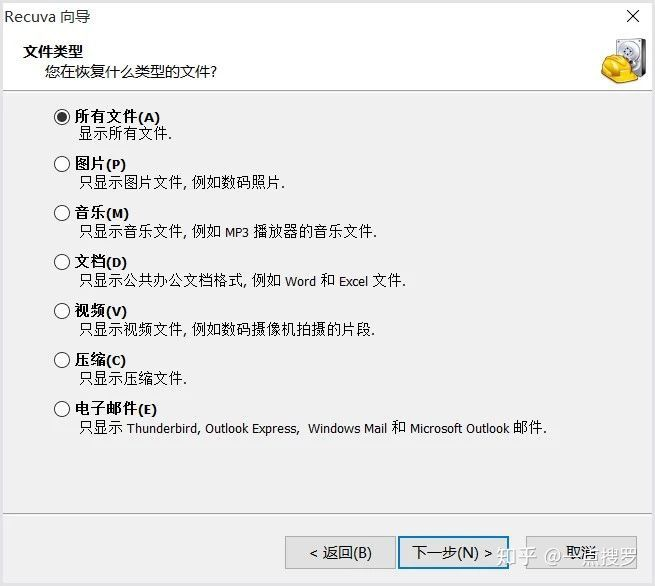 Recuva 向导
文件类型
您在恢复什么类型的文件?
所有文件(A)
显示所有文件.
图片(P)
只显示图片文件, 例如数码照片.
音乐(M)
只显示音乐文件, 例如 MP3 播放器的音乐文件.
文档(D)
只显示公共办公文档格式, 例如 Word 和 Excel 文件.
视频(V)
只显示视频文件, 例如数码摄像机拍摄的片段.
压缩(C)
只显示压缩文件.
电子邮件(E)
只显示 Thunderbird, Outlook Express, Windows Mail 和 Microsoft Outlook 邮件.
< 返回(B) 下一步(N) > 取消
知乎 @一点搜罗